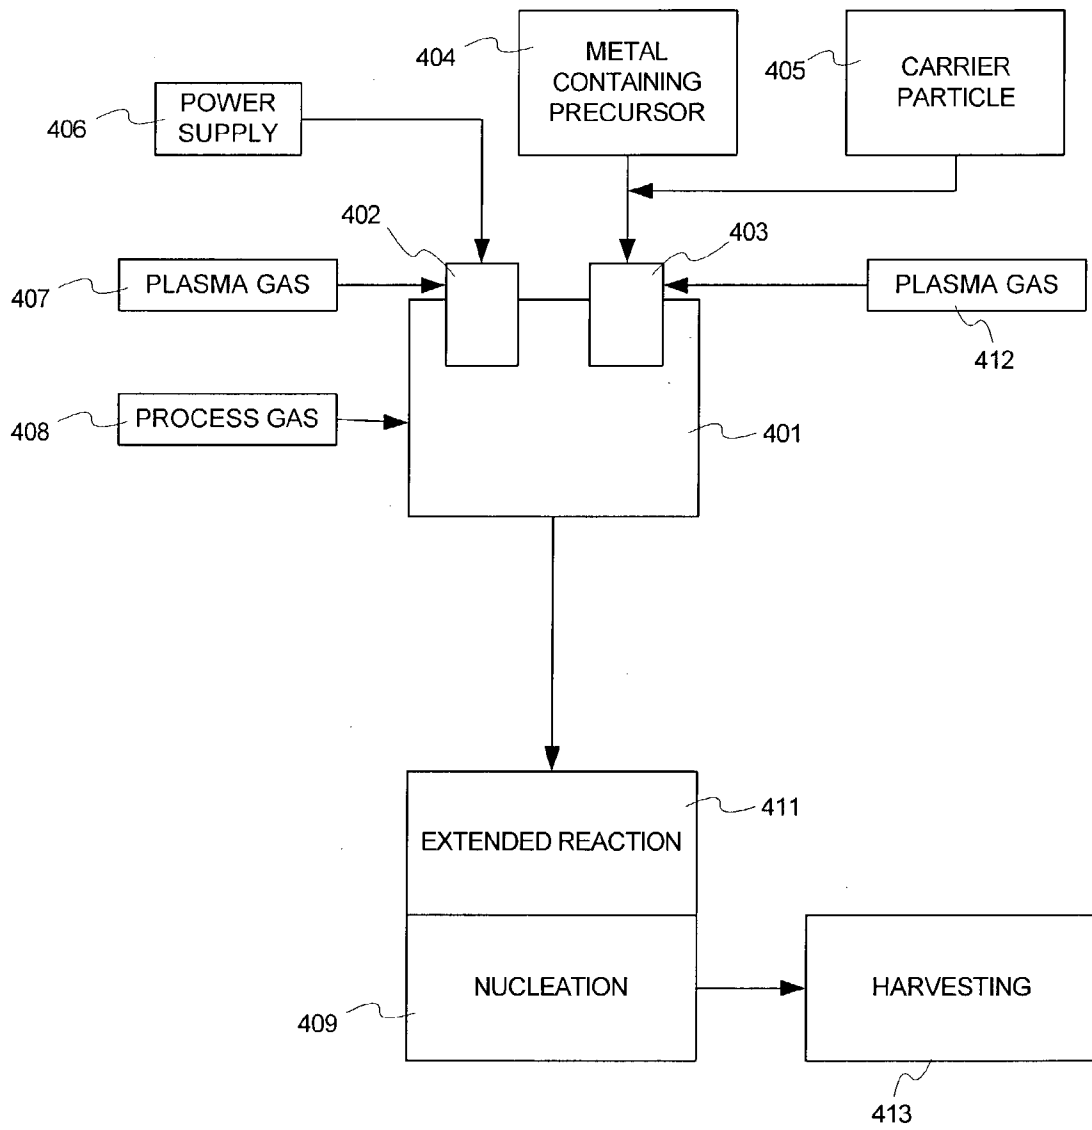 404
METAL
CONTAINING
PRECURSOR
405
CARRIER
PARTICLE
406
POWER
SUPPLY
402
403
407
PLASMA GAS
PLASMA GAS
412
408
PROCESS GAS
401
411
EXTENDED REACTION
NUCLEATION
409
HARVESTING
413